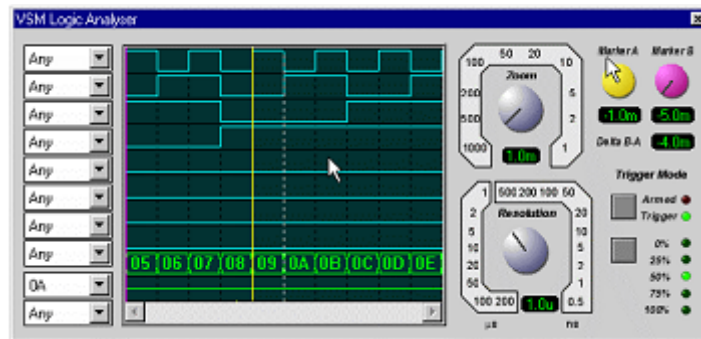 VSM Logic Analyser
Any
Any
Any
Any
Any
Any
Any
Any
0A
Any
05 06 07 08 09 0A 0B 0C 0D 0E
100 50 20 10
200 5
500 2
1000 1
Zoom
1.0m
Marker A Marker B
-1.0m -5.0m
Delta B-A -4.0m
1 500 200 100 50
2 20
5 10
10 5
20 2
50 1
100 200 0.5
Resolution
1.0u
µs ns
Trigger Mode
Armed
Trigger
0%
25%
50%
75%
100%